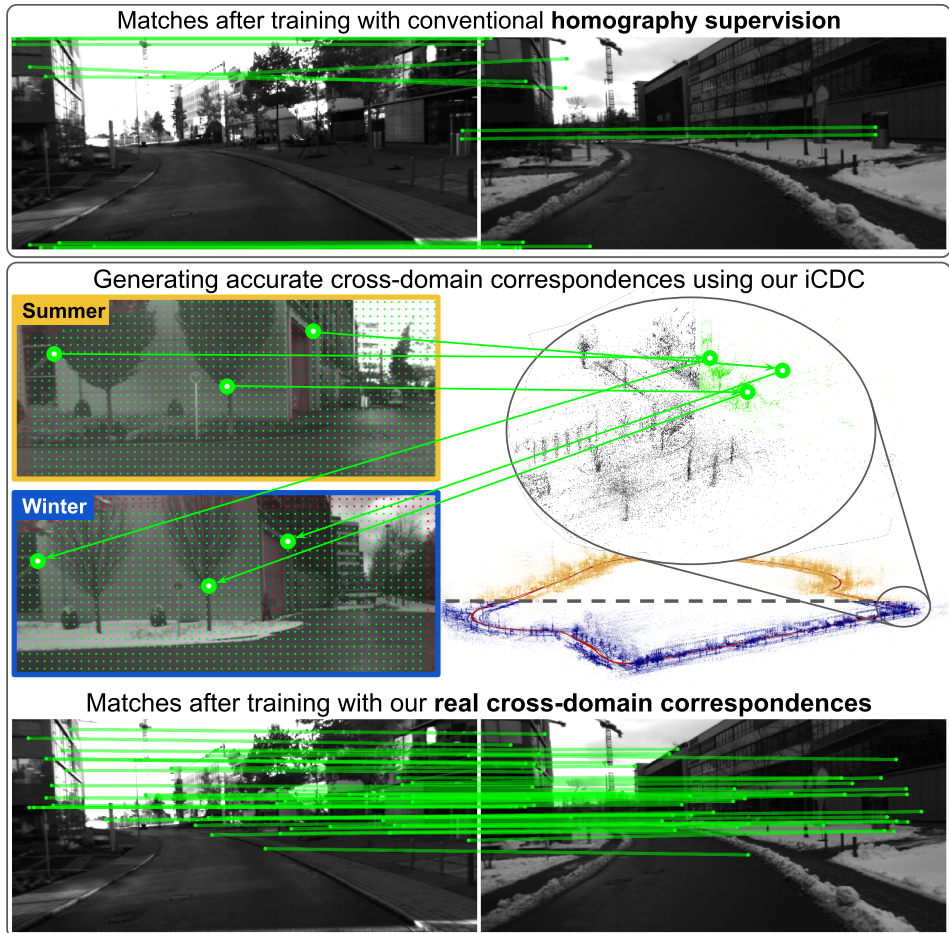 Matches after training with conventional homography supervision
Generating accurate cross-domain correspondences using our iCDC
Summer
Winter
Matches after training with our real cross-domain correspondences